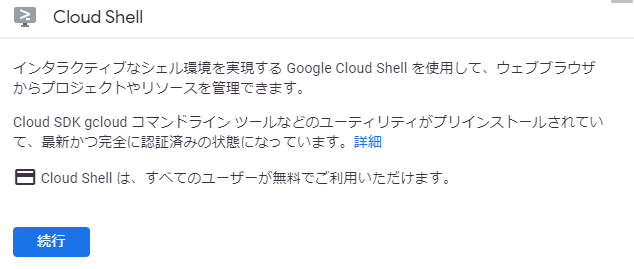 Cloud Shell
インタラクティブなシェル環境を実現する Google Cloud Shell を使用して、ウェブブラウザ
からプロジェクトやリソースを管理できます。
Cloud SDK gcloud コマンドライン ツールなどのユーティリティがプリインストールされてい
て、最新かつ完全に認証済みの状態になっています。詳細
Cloud Shell は、すべてのユーザーが無料でご利用いただけます。
続行